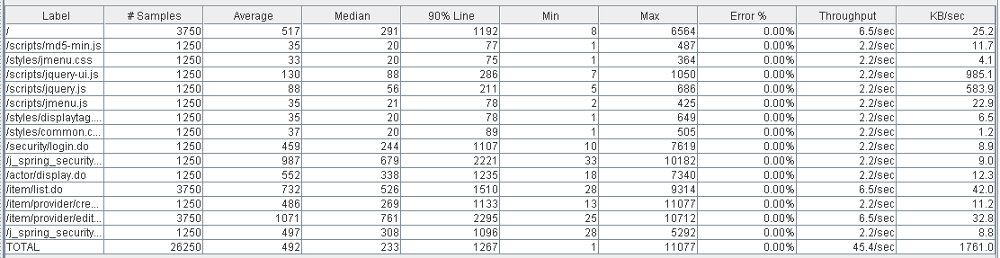 Label # Samples Average Median 90% Line Min Max Error % Throughput KB/sec
/ 3750 517 291 1192 8 6564 0.00% 6.5/sec 25.2
/scripts/md5-min.js 1250 35 20 77 1 487 0.00% 2.2/sec 11.7
/styles/jmenu.css 1250 33 20 75 1 364 0.00% 2.2/sec 4.1
/scripts/jquery-ui.js 1250 130 88 286 7 1050 0.00% 2.2/sec 985.1
/scripts/jquery.js 1250 88 56 211 5 686 0.00% 2.2/sec 583.9
/scripts/jmenu.js 1250 35 21 78 2 425 0.00% 2.2/sec 22.9
/styles/displaytag.... 1250 35 20 78 1 649 0.00% 2.2/sec 6.5
/styles/common.c... 1250 37 20 89 1 505 0.00% 2.2/sec 1.2
/security/login.do 1250 459 244 1107 10 7619 0.00% 2.2/sec 8.9
/j_spring_security... 1250 987 679 2221 33 10182 0.00% 2.2/sec 9.0
/actor/display.do 1250 552 338 1235 18 7340 0.00% 2.2/sec 12.3
/item/list.do 3750 732 526 1510 28 9314 0.00% 6.5/sec 42.0
/item/provider/cre... 1250 486 269 1133 13 11077 0.00% 2.2/sec 11.2
/item/provider/edit... 3750 1071 761 2295 25 10712 0.00% 6.5/sec 32.8
/j_spring_security... 1250 497 308 1096 28 5292 0.00% 2.2/sec 8.8
TOTAL 26250 492 233 1267 1 11077 0.00% 45.4/sec 1761.0